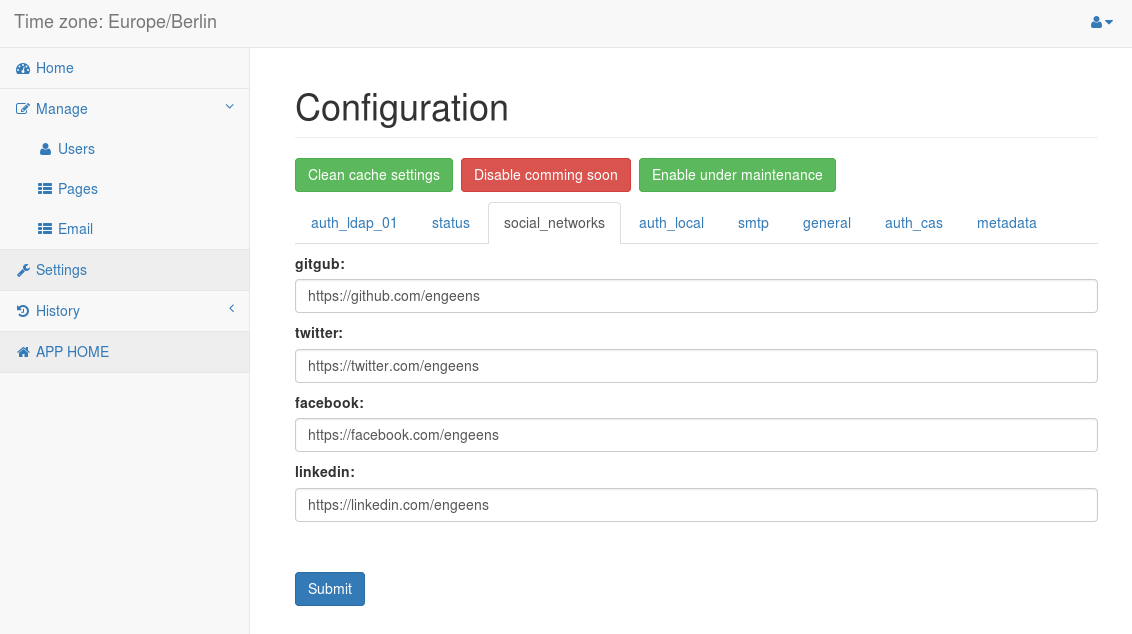 Time zone: Europe/Berlin
Home
Manage
Users
Pages
Email
Settings
History
APP HOME
Configuration
Clean cache settings Disable comming soon Enable under maintenance
auth_ldap_01 status social_networks auth_local smtp general auth_cas metadata
gitgub:
https://github.com/engeens
twitter:
https://twitter.com/engeens
facebook:
https://facebook.com/engeens
linkedin:
https://linkedin.com/engeens
Submit